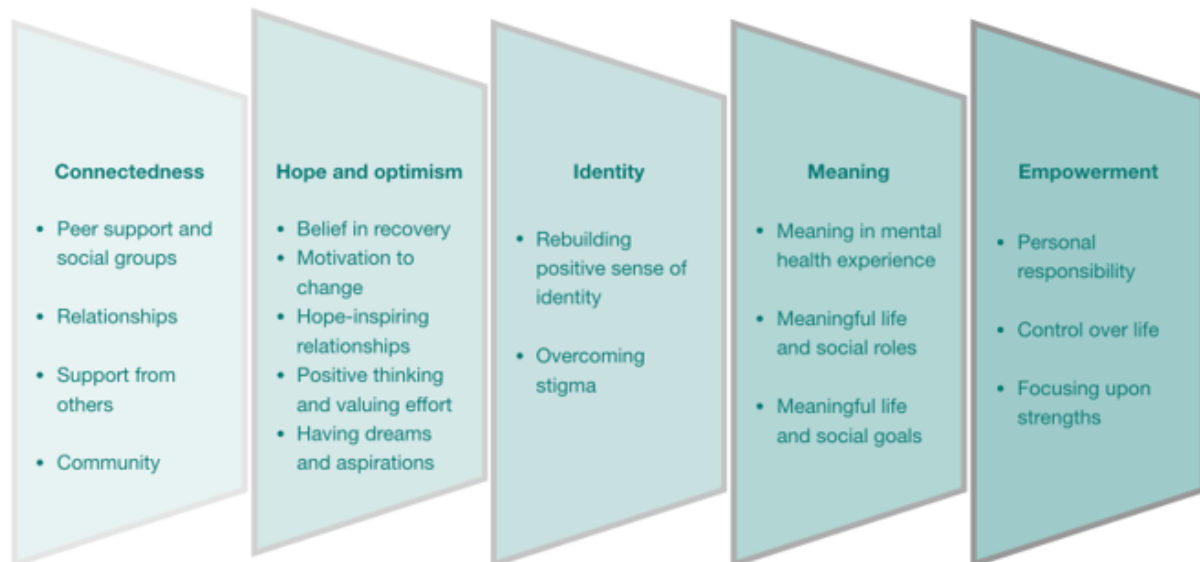 Connectedness
• Peer support and
social groups
• Relationships
• Support from
others
• Community
Hope and optimism
• Belief in recovery
• Motivation to
change
• Hope-inspiring
relationships
• Positive thinking
and valuing effort
• Having dreams
and aspirations
Identity
• Rebuilding
positive sense of
identity
• Overcoming
stigma
Meaning
• Meaning in mental
health experience
• Meaningful life
and social roles
• Meaningful life
and social goals
Empowerment
• Personal
responsibility
• Control over life
• Focusing upon
strengths